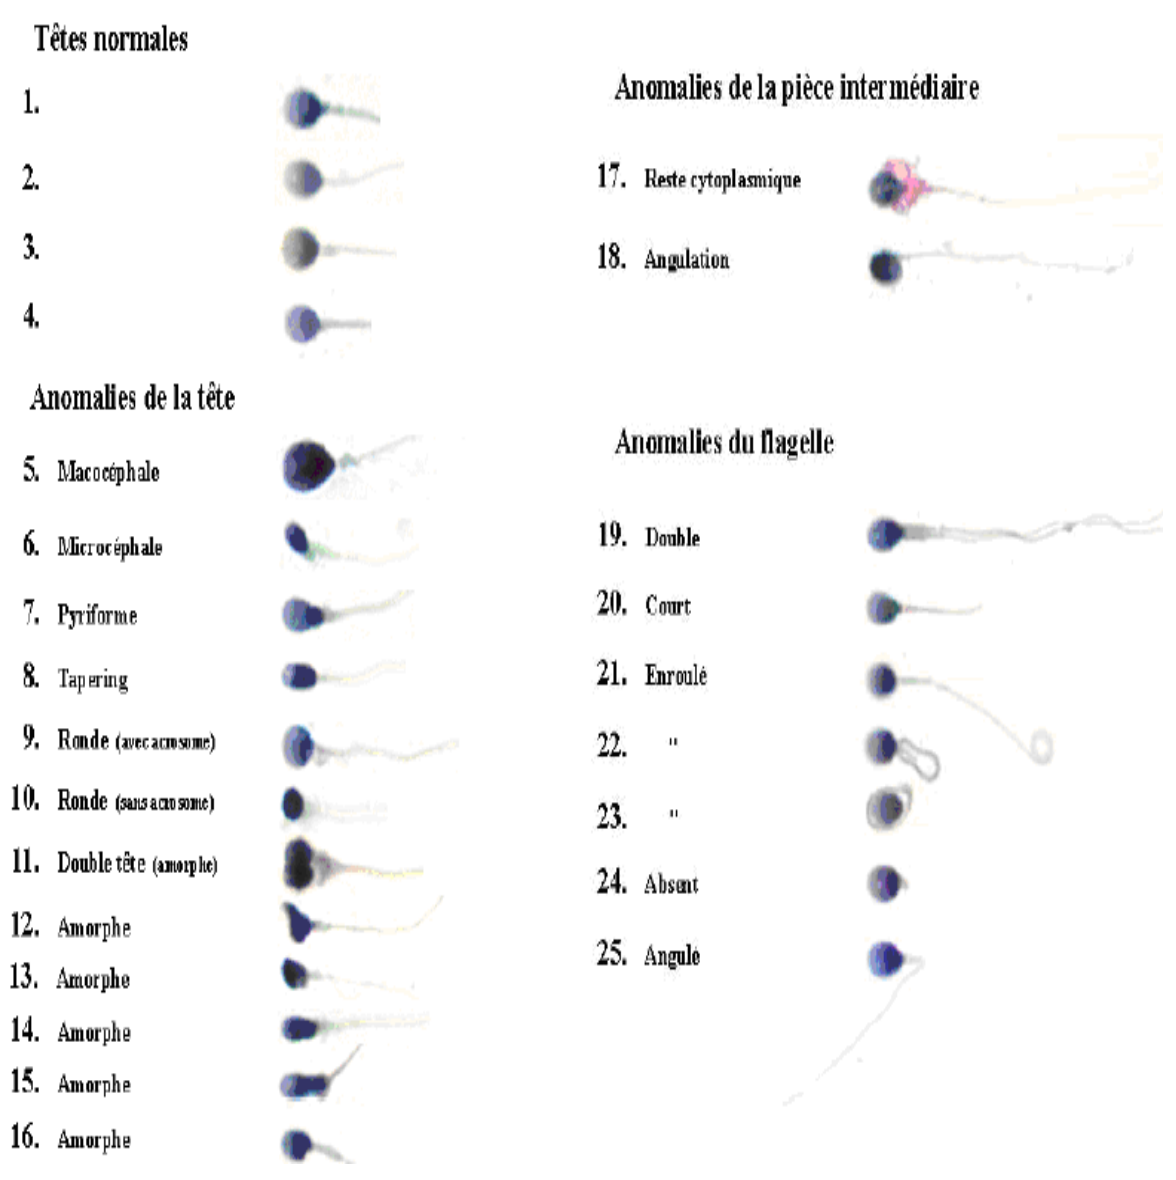 Têtes normales
1.
2.
3.
4.
Anomalies de la tête
5. Macocéphale
6. Microcéphale
7. Pyriforme
8. Tapering
9. Ronde (avec acrosome)
10. Ronde (sans acrosome)
11. Double tête (amorphe)
12. Amorphe
13. Amorphe
14. Amorphe
15. Amorphe
16. Amorphe
Anomalies de la pièce intermédiaire
17. Reste cytoplasmique
18. Angulation
Anomalies du flagelle
19. Double
20. Court
21. Enroulé
22. "
23. "
24. Absent
25. Angulé